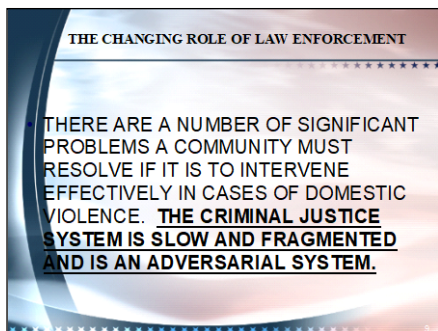 THE CHANGING ROLE OF LAW ENFORCEMENT
• THERE ARE A NUMBER OF SIGNIFICANT
PROBLEMS A COMMUNITY MUST
RESOLVE IF IT IS TO INTERVENE
EFFECTIVELY IN CASES OF DOMESTIC
VIOLENCE. THE CRIMINAL JUSTICE
SYSTEM IS SLOW AND FRAGMENTED
AND IS AN ADVERSARIAL SYSTEM.